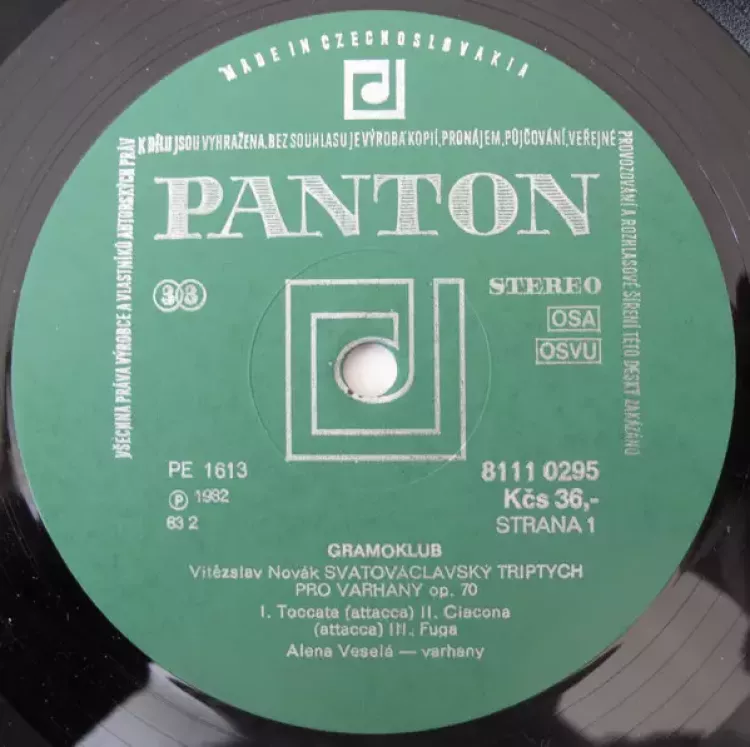 MADE IN CZECHOSLOVAKIA
VŠECHNA PRÁVA VÝROBCE A VLASTNÍKŮ AUTORSKÝCH PRÁV
K DÍLU JSOU VYHRAŽENA. BEZ SOUHLASU JE VÝROBA KOPIÍ, PRONÁJEM, PŮJČOVÁNÍ, VEŘEJNÉ
PROVOZOVÁNÍ A ROZHLASOVÉ ŠÍŘENÍ TÉTO DESKY ZAKÁZÁNO
PANTON
33
STEREO
OSA
OSVU
PE 1613
8111 0295
Ⓟ 1982
Kčs 36,-
63 2
STRANA 1
GRAMOKLUB
Vítězslav Novák SVATOVÁCLAVSKÝ TRIPTYCH
PRO VARHANY op. 70
I. Toccata (attacca) II. Ciacona
(attacca) III. Fuga
Alena Veselá — varhany